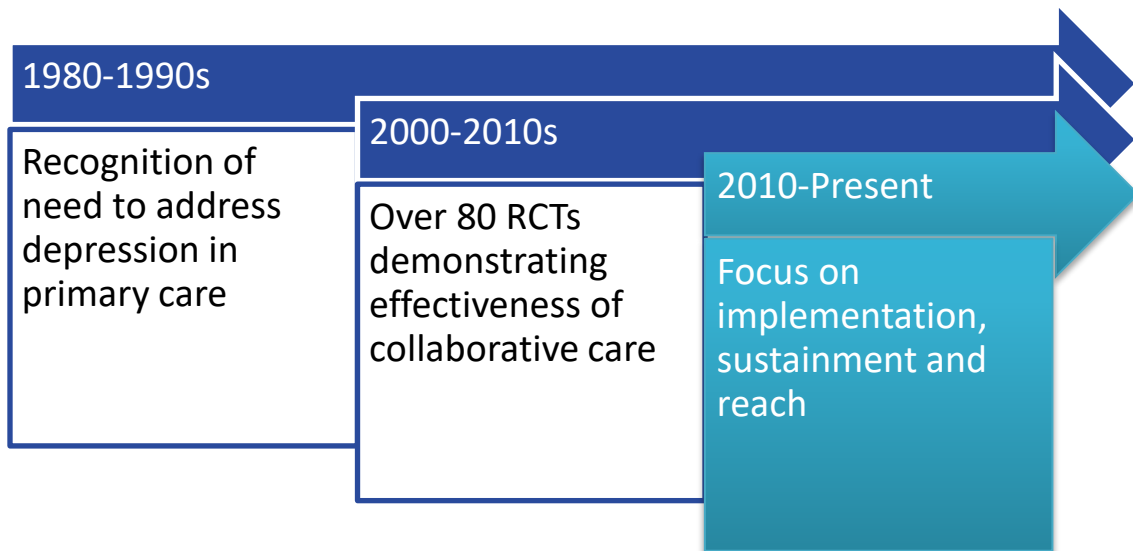 1980-1990s
Recognition of
need to address
depression in
primary care
2000-2010s
Over 80 RCTs
demonstrating
effectiveness of
collaborative care
2010-Present
Focus on
implementation,
sustainment and
reach